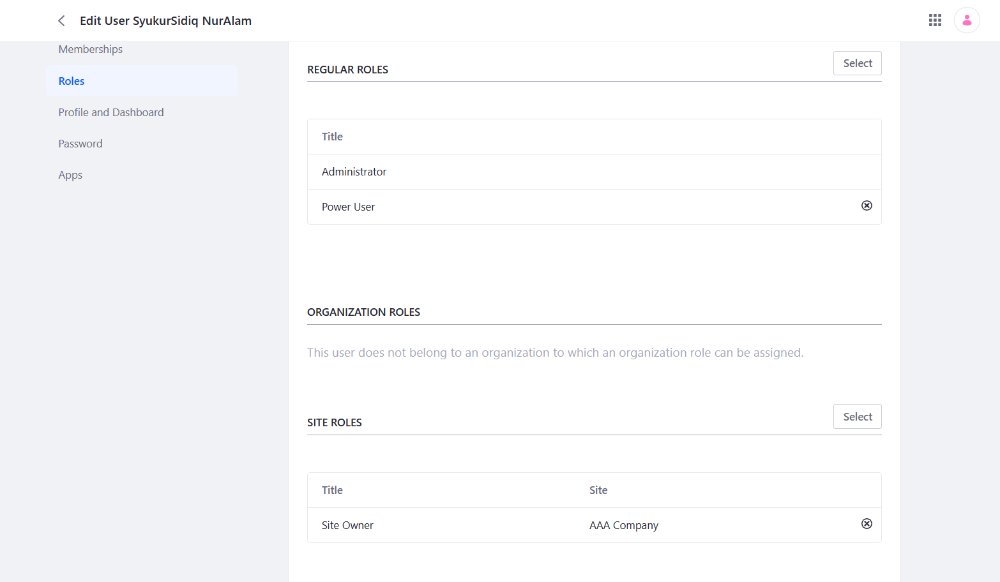 Edit User SyukurSidiq NurAlam
Memberships
Roles
Profile and Dashboard
Password
Apps
REGULAR ROLES
Select
Title
Administrator
Power User
ORGANIZATION ROLES
This user does not belong to an organization to which an organization role can be assigned.
SITE ROLES
Select
Title Site
Site Owner AAA Company